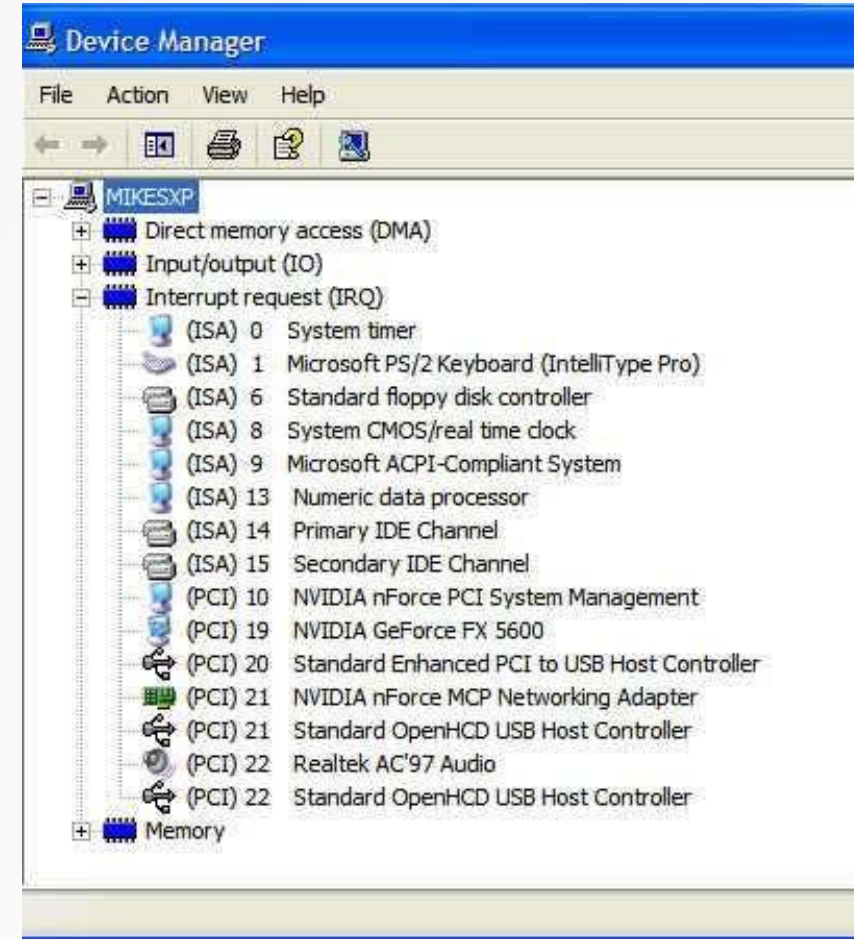 Device Manager
File Action View Help
MIKESXP
Direct memory access (DMA)
Input/output (IO)
Interrupt request (IRQ)
(ISA) 0 System timer
(ISA) 1 Microsoft PS/2 Keyboard (IntelliType Pro)
(ISA) 6 Standard floppy disk controller
(ISA) 8 System CMOS/real time clock
(ISA) 9 Microsoft ACPI-Compliant System
(ISA) 13 Numeric data processor
(ISA) 14 Primary IDE Channel
(ISA) 15 Secondary IDE Channel
(PCI) 10 NVIDIA nForce PCI System Management
(PCI) 19 NVIDIA GeForce FX 5600
(PCI) 20 Standard Enhanced PCI to USB Host Controller
(PCI) 21 NVIDIA nForce MCP Networking Adapter
(PCI) 21 Standard OpenHCD USB Host Controller
(PCI) 22 Realtek AC'97 Audio
(PCI) 22 Standard OpenHCD USB Host Controller
Memory